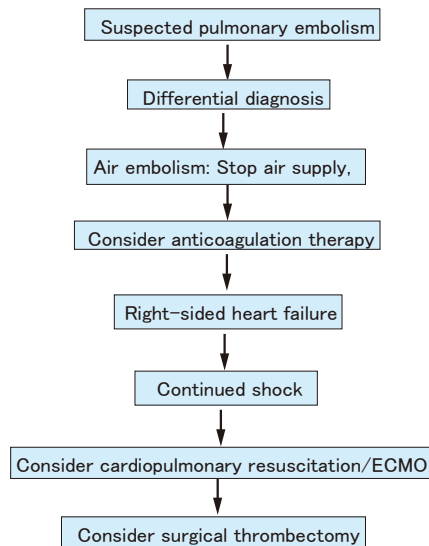 Suspected pulmonary embolism
Differential diagnosis
Air embolism: Stop air supply,
Consider anticoagulation therapy
Right-sided heart failure
Continued shock
Consider cardiopulmonary resuscitation/ECMO
Consider surgical thrombectomy